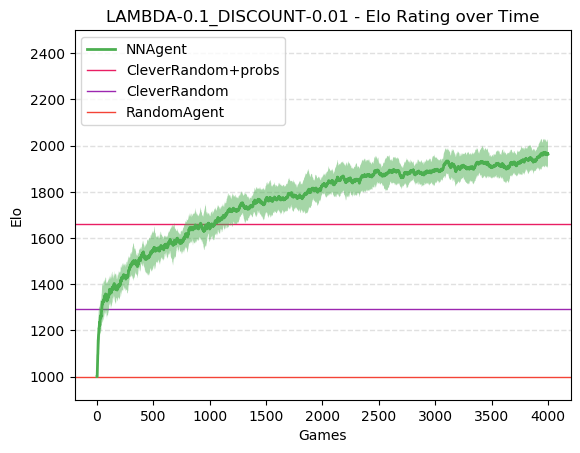 LAMBDA-0.1_DISCOUNT-0.01 - Elo Rating over Time
NNAgent
CleverRandom+probs
CleverRandom
RandomAgent
2400
2200
2000
1800
1600
1400
1200
1000
Elo
0
500
1000
1500
2000
2500
3000
3500
4000
Games